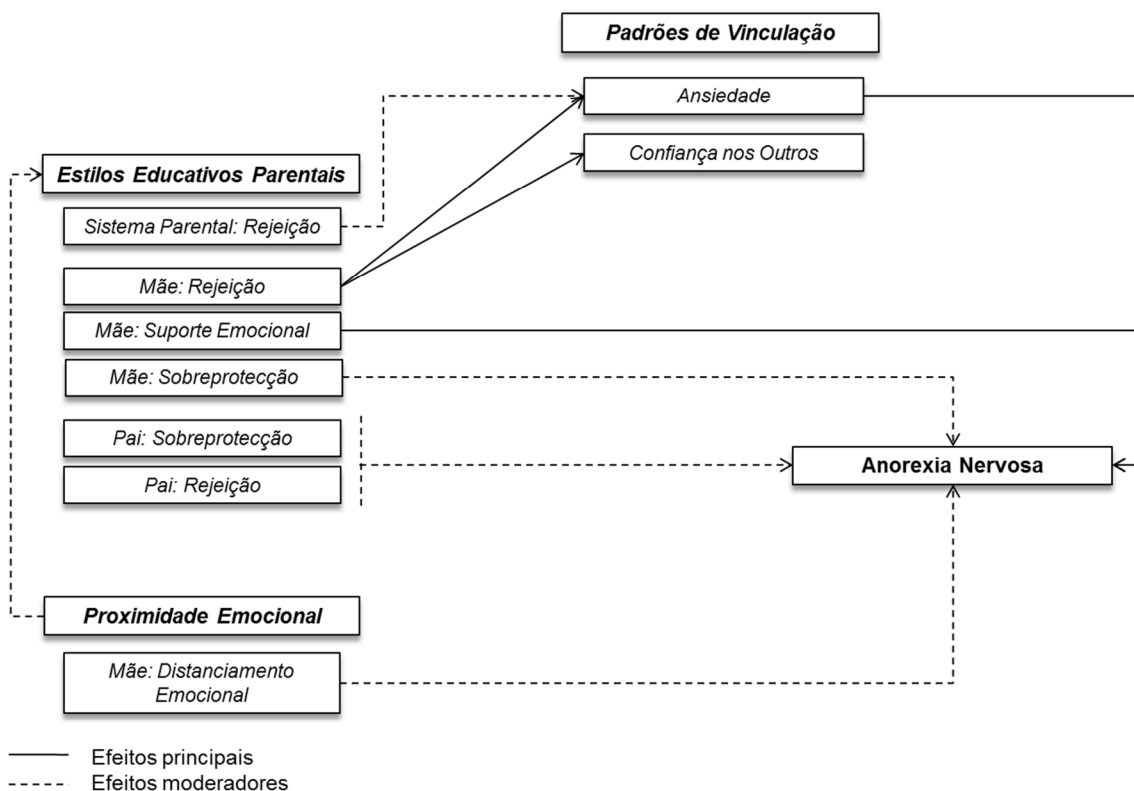 Padrões de Vinculação
Ansiedade
Confiança nos Outros
Estilos Educativos Parentais
Sistema Parental: Rejeição
Mãe: Rejeição
Mãe: Suporte Emocional
Mãe: Sobreprotecção
Pai: Sobreprotecção
Pai: Rejeição
Anorexia Nervosa
Proximidade Emocional
Mãe: Distanciamento
Emocional
Efeitos principais
Efeitos moderadores